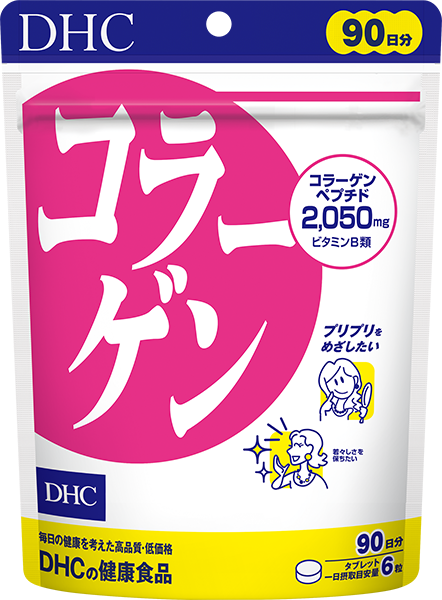 DHC
90日分
コラー
ゲン
コラーゲン
ペプチド
2,050mg
ビタミンB類
プリプリを
めざしたい
若々しさを
保ちたい
DHC
毎日の健康を考えた高品質・低価格
DHCの健康食品
90日分
タブレット
一日摂取目安量6粒